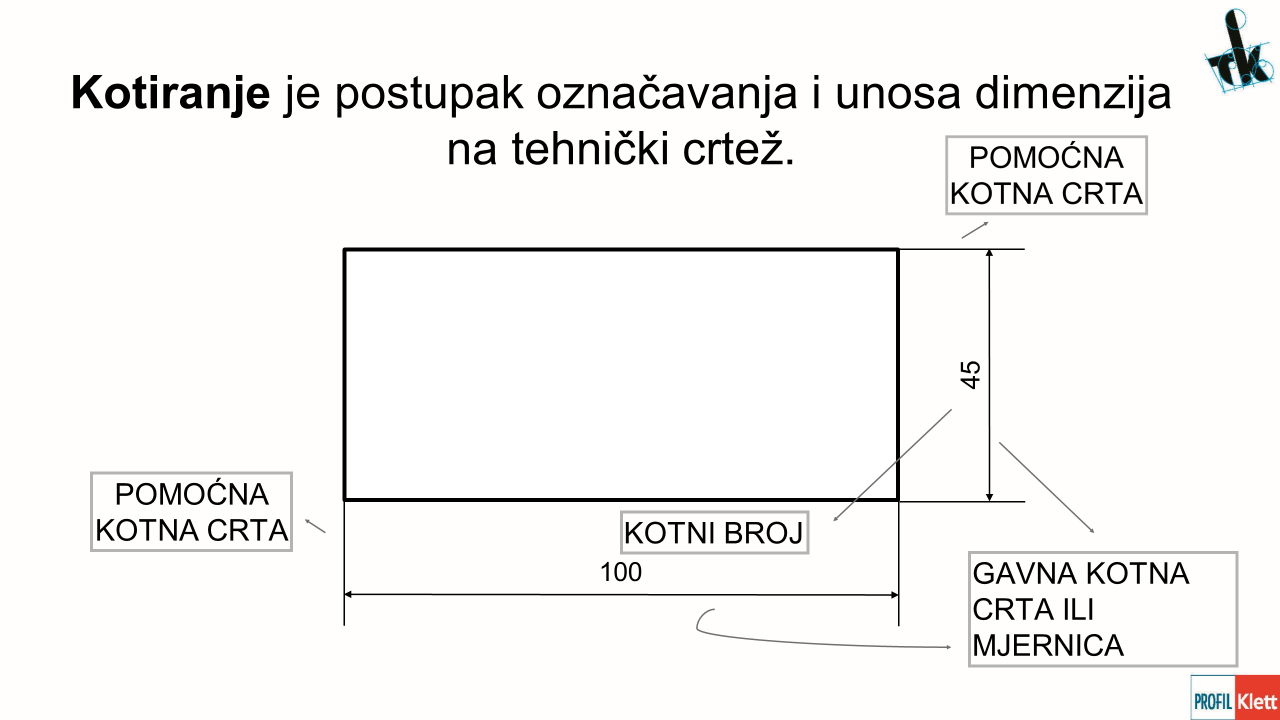 Kotiranje je postupak označavanja i unosa dimenzija
na tehnički crtež.
POMOĆNA
KOTNA CRTA
45
POMOĆNA
KOTNA CRTA
KOTNI BROJ
100
GAVNA KOTNA
CRTA ILI
MJERNICA
PROFIL Klett